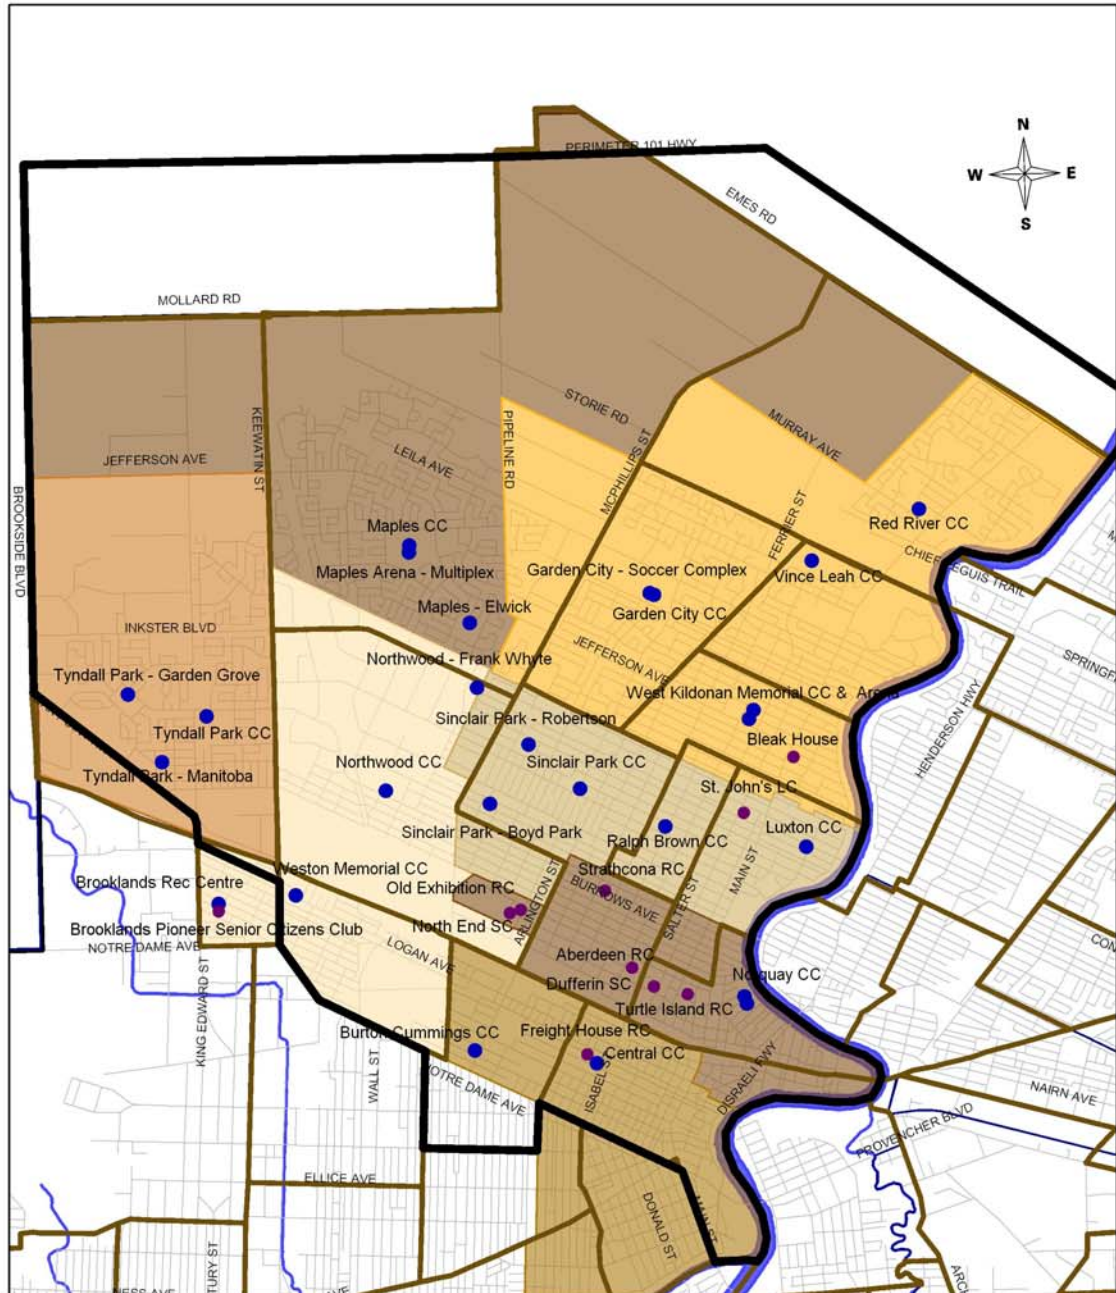 N
W E
S
PERIMETER 101 HWY
EMES RD
MOLLARD RD
STORIE RD
MURRAY AVE
KEEWATIN ST
PIPELINE RD
MCPHILLIPS ST
LEILA AVE
JEFFERSON AVE
BROOKSIDE BLVD
FERRIER ST
Red River CC
Maples CC
CHIEF PEGUIS TRAIL
Maples Arena - Multiplex
Garden City - Soccer Complex
Vince Leah CC
Maples - Elwick
Garden City CC
INKSTER BLVD
JEFFERSON AVE
Northwood - Frank Whyte
Tyndall Park - Garden Grove
West Kildonan Memorial CC & Arena
Sinclair Park - Robertson
Tyndall Park CC
Bleak House
HENDERSON HWY
Northwood CC
Sinclair Park CC
Tyndall Park - Manitoba
St. John's LC
Sinclair Park - Boyd Park
Ralph Brown CC
Luxton CC
Weston Memorial CC
Strathcona RC
MAIN ST
Brooklands Rec Centre
Old Exhibition RC
BURROWS AVE
ARLINGTON ST
SALTER ST
Brooklands Pioneer Senior Citizens Club
North End SC
NOTRE DAME AVE
LOGAN AVE
Aberdeen RC
Norquay CC
Dufferin SC
Turtle Island RC
KING EDWARD ST
Burton Cummings CC
Freight House RC
Central CC
WALL ST
NOTRE DAME AVE
ISABEL ST
DISRAELI FWY
NAIRN AVE
PROVENCHER BLVD
ELLICE AVE
DONALD ST
MAIN ST